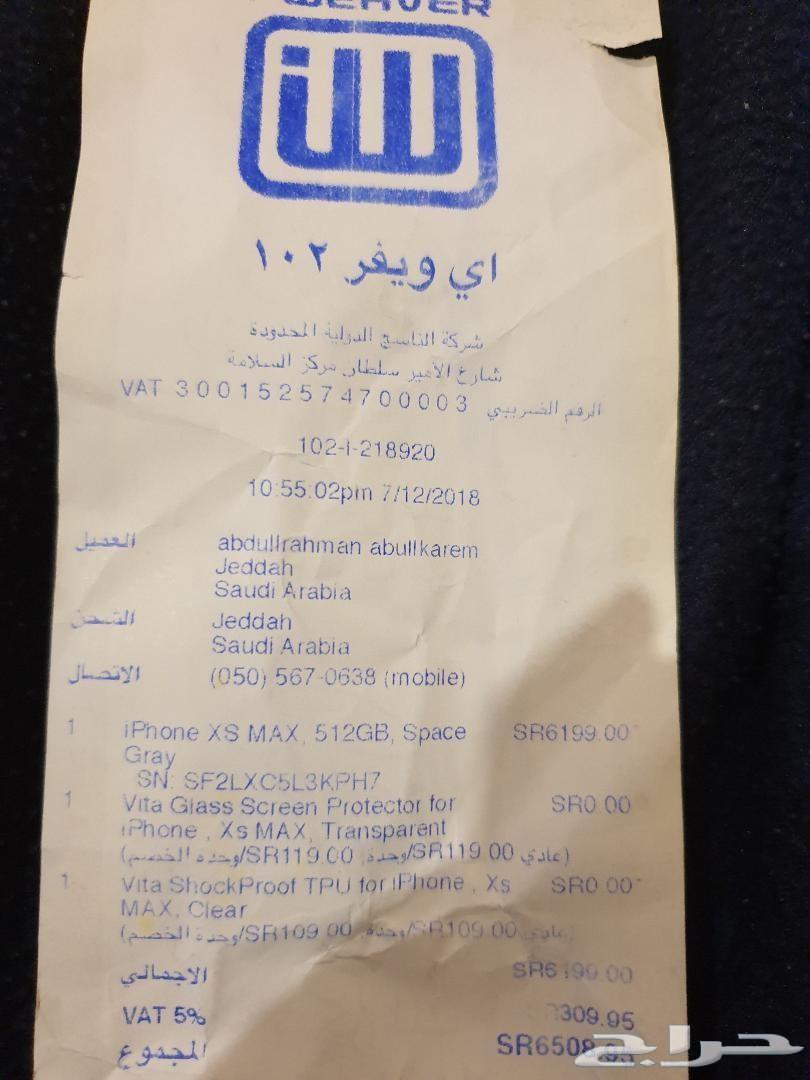 WEAVER
iW
اي ويفر ١٠٢
شركة الناسج الدولية المحدودة
شارع الأمير سلطان مركز السلامة
VAT 300152574700003 الرقم الضريبي
102-I-218920
10:55:02pm 7/12/2018
العميل abdullrahman abullkarem
Jeddah
Saudi Arabia
الشحن Jeddah
Saudi Arabia
الاتصال (050) 567-0638 (mobile)
1 iPhone XS MAX, 512GB, Space SR6199.00
Gray
SN: SF2LXC5L3KPH7
1 Vita Glass Screen Protector for SR0.00
iPhone , Xs MAX, Transparent
(عادي SR119.00/وحدة, SR119.00/وحدة الخصم)
1 Vita ShockProof TPU for iPhone , Xs SR0.00
MAX, Clear
(عادي SR109.00/وحدة, SR109.00/وحدة الخصم)
الاجمالي SR6199.00
VAT 5% 309.95
المجموع SR6508.95
حراج